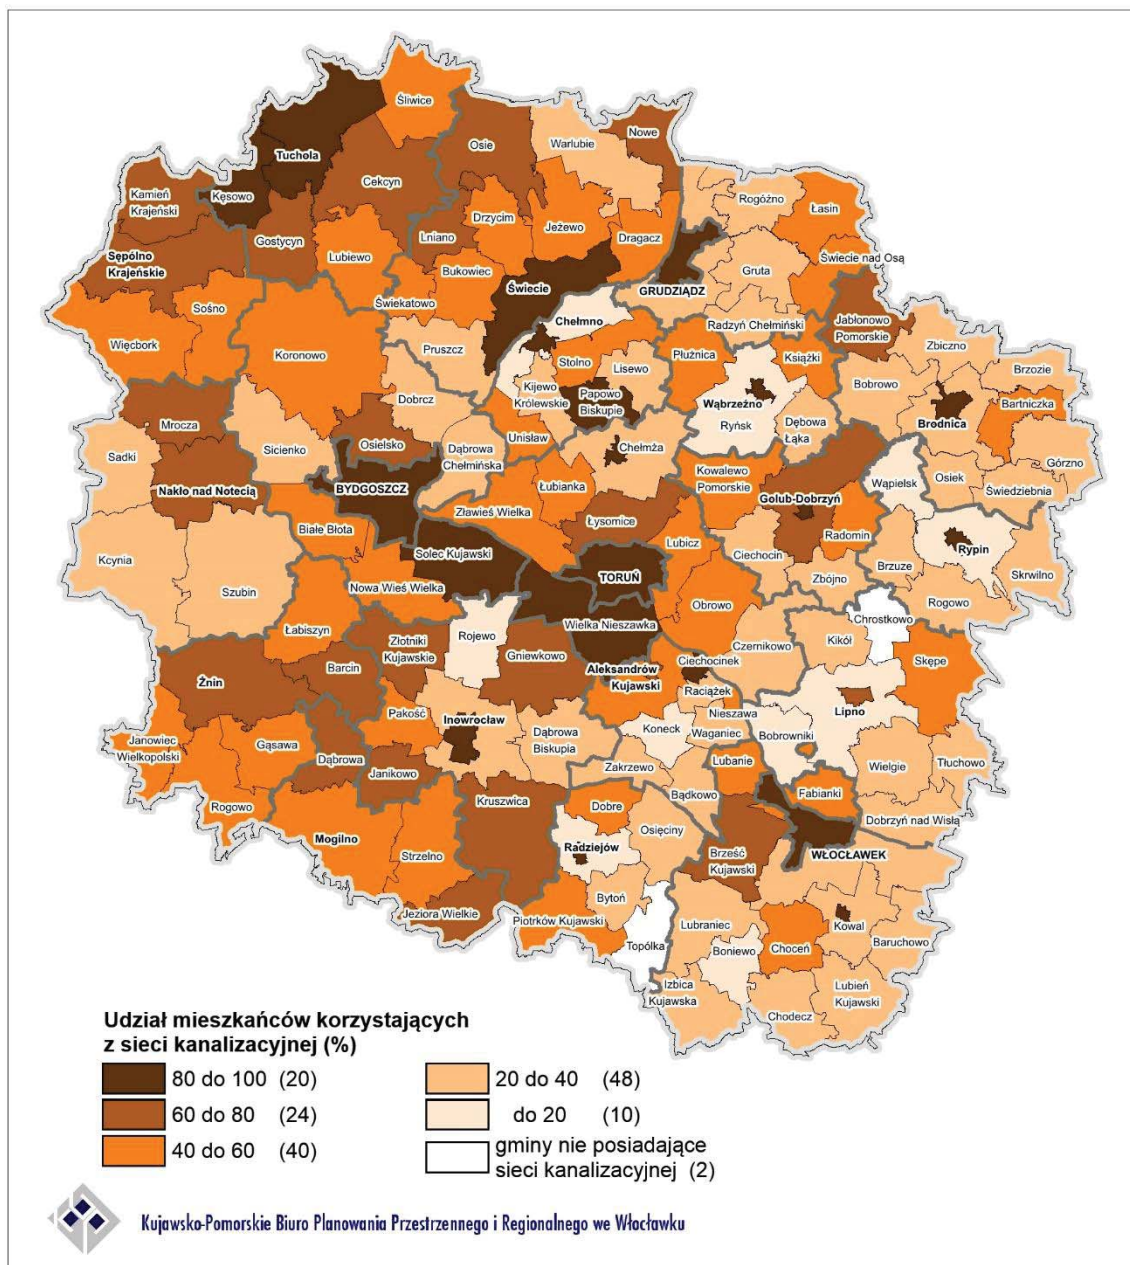 Śliwice
Nowe
Osie
Warlubie
Tuchola
Cekcyn
Rogóźno
Kamień
Krajeński
Kęsowo
Łasin
Drzycim
Jeżewo
Dragacz
Gostycyn
Lniano
Sępólno
Krajeńskie
Lubiewo
Bukowiec
Gruta
Świecie nad Osą
Świecie
GRUDZIĄDZ
Świekatowo
Sośno
Chełmno
Radzyń Chełmiński
Jabłonowo
Pomorskie
Więcbork
Koronowo
Pruszcz
Stolno
Płużnica
Książki
Zbiczno
Lisewo
Brzozie
Kijewo
Królewskie
Papowo
Biskupie
Bobrowo
Dobrcz
Wąbrzeźno
Bartniczka
Mrocza
Ryńsk
Dębowa
Łąka
Brodnica
Unisław
Osielsko
Sicienko
Dąbrowa
Chełmińska
Chełmża
Sadki
Górzno
Kowalewo
Pomorskie
Osiek
Wąpielsk
Nakło nad Notecią
BYDGOSZCZ
Łubianka
Świedziebnia
Golub-Dobrzyń
Zławieś Wielka
Łysomice
Białe Błota
Radomin
Lubicz
Rypin
Solec Kujawski
Ciechocin
Kcynia
Brzuze
TORUŃ
Zbójno
Skrwilno
Szubin
Nowa Wieś Wielka
Rogowo
Obrowo
Chrostkowo
Wielka Nieszawka
Łabiszyn
Rojewo
Kikół
Złotniki
Kujawskie
Czernikowo
Gniewkowo
Skępe
Barcin
Aleksandrów
Kujawski
Ciechocinek
Żnin
Raciążek
Lipno
Pakość
Nieszawa
Inowrocław
Koneck
Waganiec
Dąbrowa
Biskupia
Bobrowniki
Janowiec
Wielkopolski
Gąsawa
Dąbrowa
Lubanie
Tłuchowo
Zakrzewo
Wielgie
Janikowo
Bądkowo
Fabianki
Rogowo
Kruszwica
Dobre
Dobrzyń nad Wisłą
Osięciny
Mogilno
Radziejów
Brześć
Kujawski
WŁOCŁAWEK
Strzelno
Bytoń
Jeziora Wielkie
Piotrków Kujawski
Lubraniec
Kowal
Topólka
Choceń
Baruchowo
Boniewo
Izbica
Kujawska
Lubień
Kujawski
Chodecz
Udział mieszkańców korzystających
z sieci kanalizacyjnej (%)
80 do 100 (20)
60 do 80 (24)
40 do 60 (40)
20 do 40 (48)
do 20 (10)
gminy nie posiadające
sieci kanalizacyjnej (2)
Kujawsko-Pomorskie Biuro Planowania Przestrzennego i Regionalnego we Włocławku